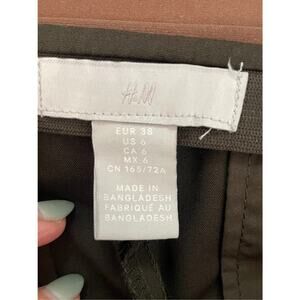 H&M
EUR 38
US 6
CA 6
MX 6
CN 165/72A
MADE IN
BANGLADESH
FABRIQUÉ AU
BANGLADESH